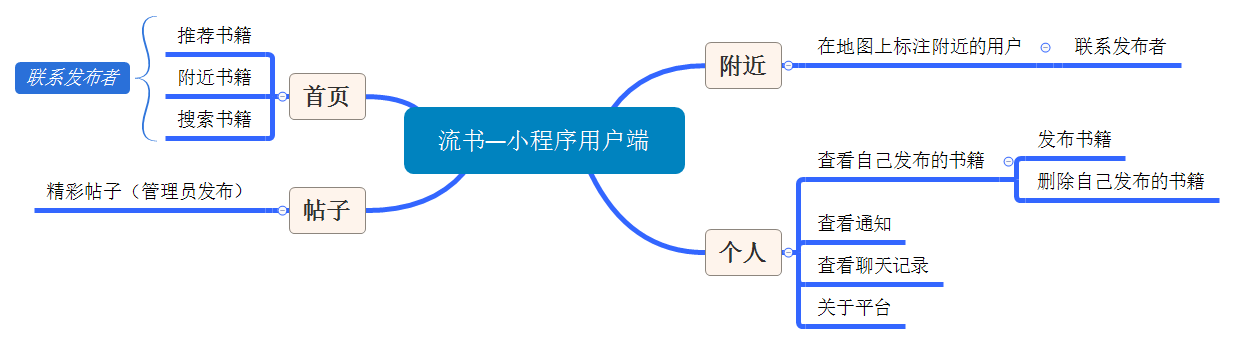 流书—小程序用户端
首页
推荐书籍
附近书籍
搜索书籍
联系发布者
帖子
精彩帖子（管理员发布）
附近
在地图上标注附近的用户
联系发布者
个人
查看自己发布的书籍
发布书籍
删除自己发布的书籍
查看通知
查看聊天记录
关于平台